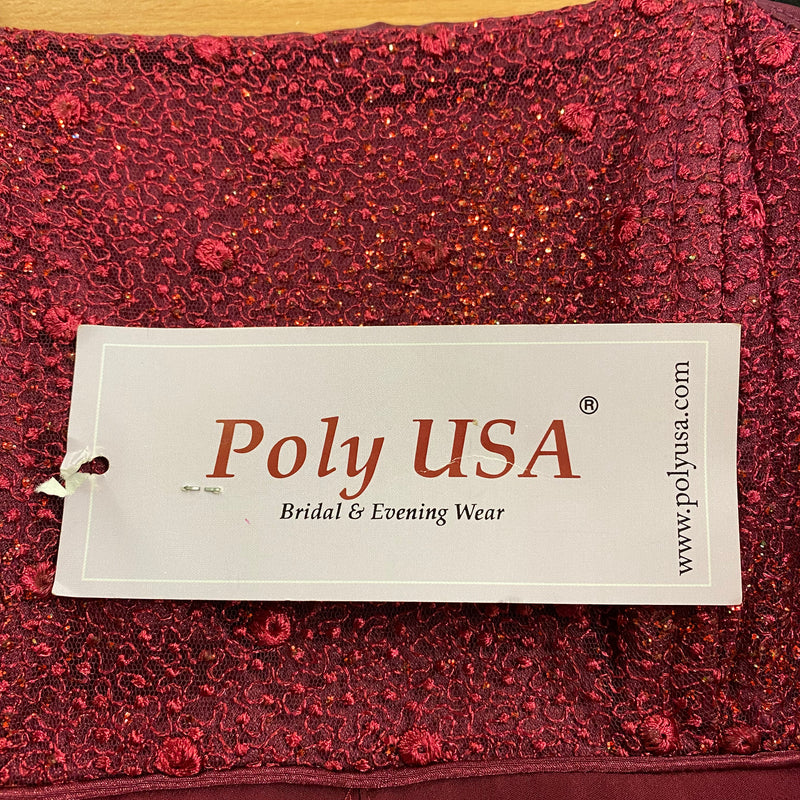 Poly USA®
Bridal & Evening Wear
www.polyusa.com